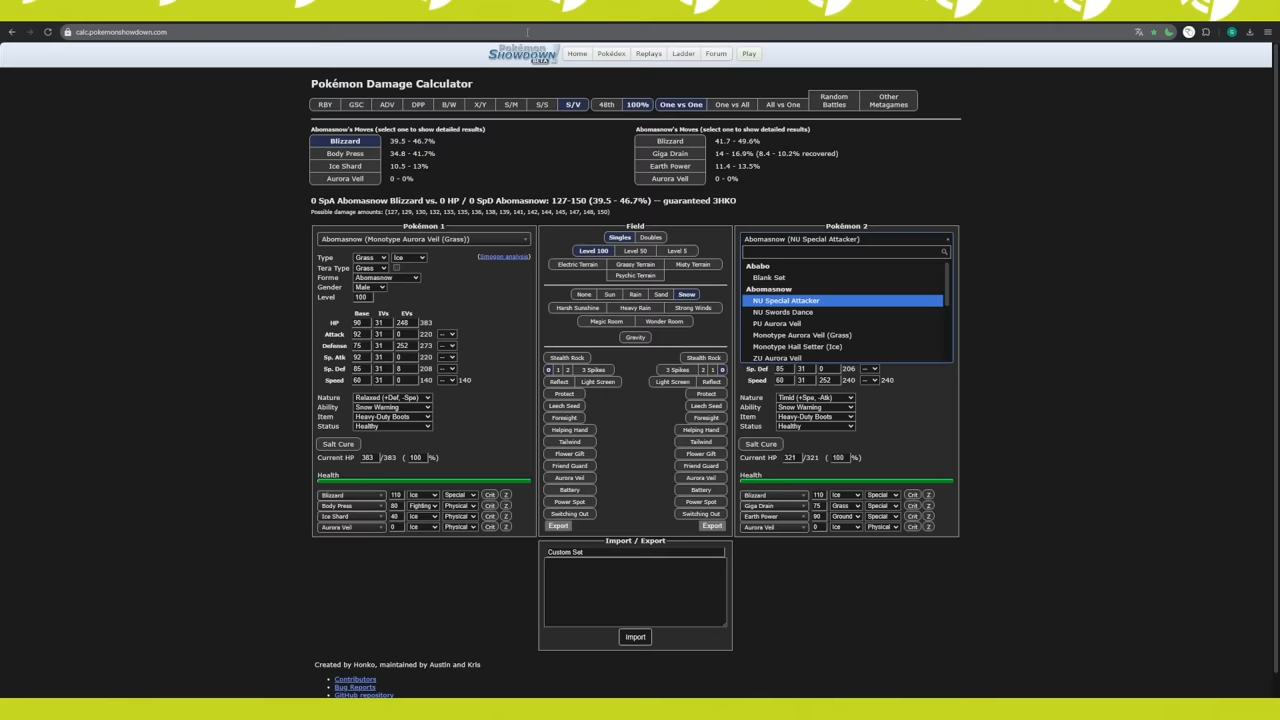 calc.pokemonshowdown.com
Pokémon
SHOWDOWN
BETA
Home
Pokédex
Replays
Ladder
Forum
Play
Pokémon Damage Calculator
RBY
GSC
ADV
DPP
B/W
X/Y
S/M
S/S
S/V
48th
100%
One vs One
One vs All
All vs One
Random
Battles
Other
Metagames
Abomasnow's Moves (select one to show detailed results)
Blizzard 39.5 - 46.7%
Body Press 34.8 - 41.7%
Ice Shard 10.5 - 13%
Aurora Veil 0 - 0%
Abomasnow's Moves (select one to show detailed results)
Blizzard 41.7 - 49.6%
Giga Drain 14 - 16.9% (8.4 - 10.2% recovered)
Earth Power 11.4 - 13.5%
Aurora Veil 0 - 0%
0 SpA Abomasnow Blizzard vs. 0 HP / 0 SpD Abomasnow: 127-150 (39.5 - 46.7%) -- guaranteed 3HKO
Possible damage amounts: (127, 129, 130, 132, 133, 135, 136, 138, 139, 141, 142, 144, 145, 147, 148, 150)
Pokémon 1
Abomasnow (Monotype Aurora Veil (Grass))
Type Grass Ice (Smogon analysis)
Tera Type Grass
Forme Abomasnow
Gender Male
Level 100
Base IVs EVs
HP 90 31 248 383
Attack 92 31 0 220 --
Defense 75 31 252 273 --
Sp. Atk 92 31 0 220 --
Sp. Def 85 31 8 208 --
Speed 60 31 0 140 -- 140
Nature Relaxed (+Def, -Spe)
Ability Snow Warning
Item Heavy-Duty Boots
Status Healthy
Salt Cure
Current HP 383 /383 ( 100 %)
Health
Blizzard 110 Ice Special Crit Z
Body Press 80 Fighting Physical Crit Z
Ice Shard 40 Ice Physical Crit Z
Aurora Veil 0 Ice Physical Crit Z
Field
Singles Doubles
Level 100 Level 50 Level 5
Electric Terrain Grassy Terrain Misty Terrain
Psychic Terrain
None Sun Rain Sand Snow
Harsh Sunshine Heavy Rain Strong Winds
Magic Room Wonder Room
Gravity
Stealth Rock Stealth Rock
0 1 2 3 Spikes 3 Spikes 2 1 0
Reflect Light Screen Light Screen Reflect
Protect Protect
Leech Seed Leech Seed
Foresight Foresight
Helping Hand Helping Hand
Tailwind Tailwind
Flower Gift Flower Gift
Friend Guard Friend Guard
Aurora Veil Aurora Veil
Battery Battery
Power Spot Power Spot
Switching Out Switching Out
Export Export
Pokémon 2
Abomasnow (NU Special Attacker)
Ababo
Blank Set
Abomasnow
NU Special Attacker
NU Swords Dance
PU Aurora Veil
Monotype Aurora Veil (Grass)
Monotype Hail Setter (Ice)
ZU Aurora Veil
Sp. Def 85 31 0 206 --
Speed 60 31 252 240 -- 240
Nature Timid (+Spe, -Atk)
Ability Snow Warning
Item Heavy-Duty Boots
Status Healthy
Salt Cure
Current HP 321 /321 ( 100 %)
Health
Blizzard 110 Ice Special Crit Z
Giga Drain 75 Grass Special Crit Z
Earth Power 90 Ground Special Crit Z
Aurora Veil 0 Ice Physical Crit Z
Import / Export
Custom Set
Import
Created by Honko, maintained by Austin and Kris
Contributors
Bug Reports
GitHub repository